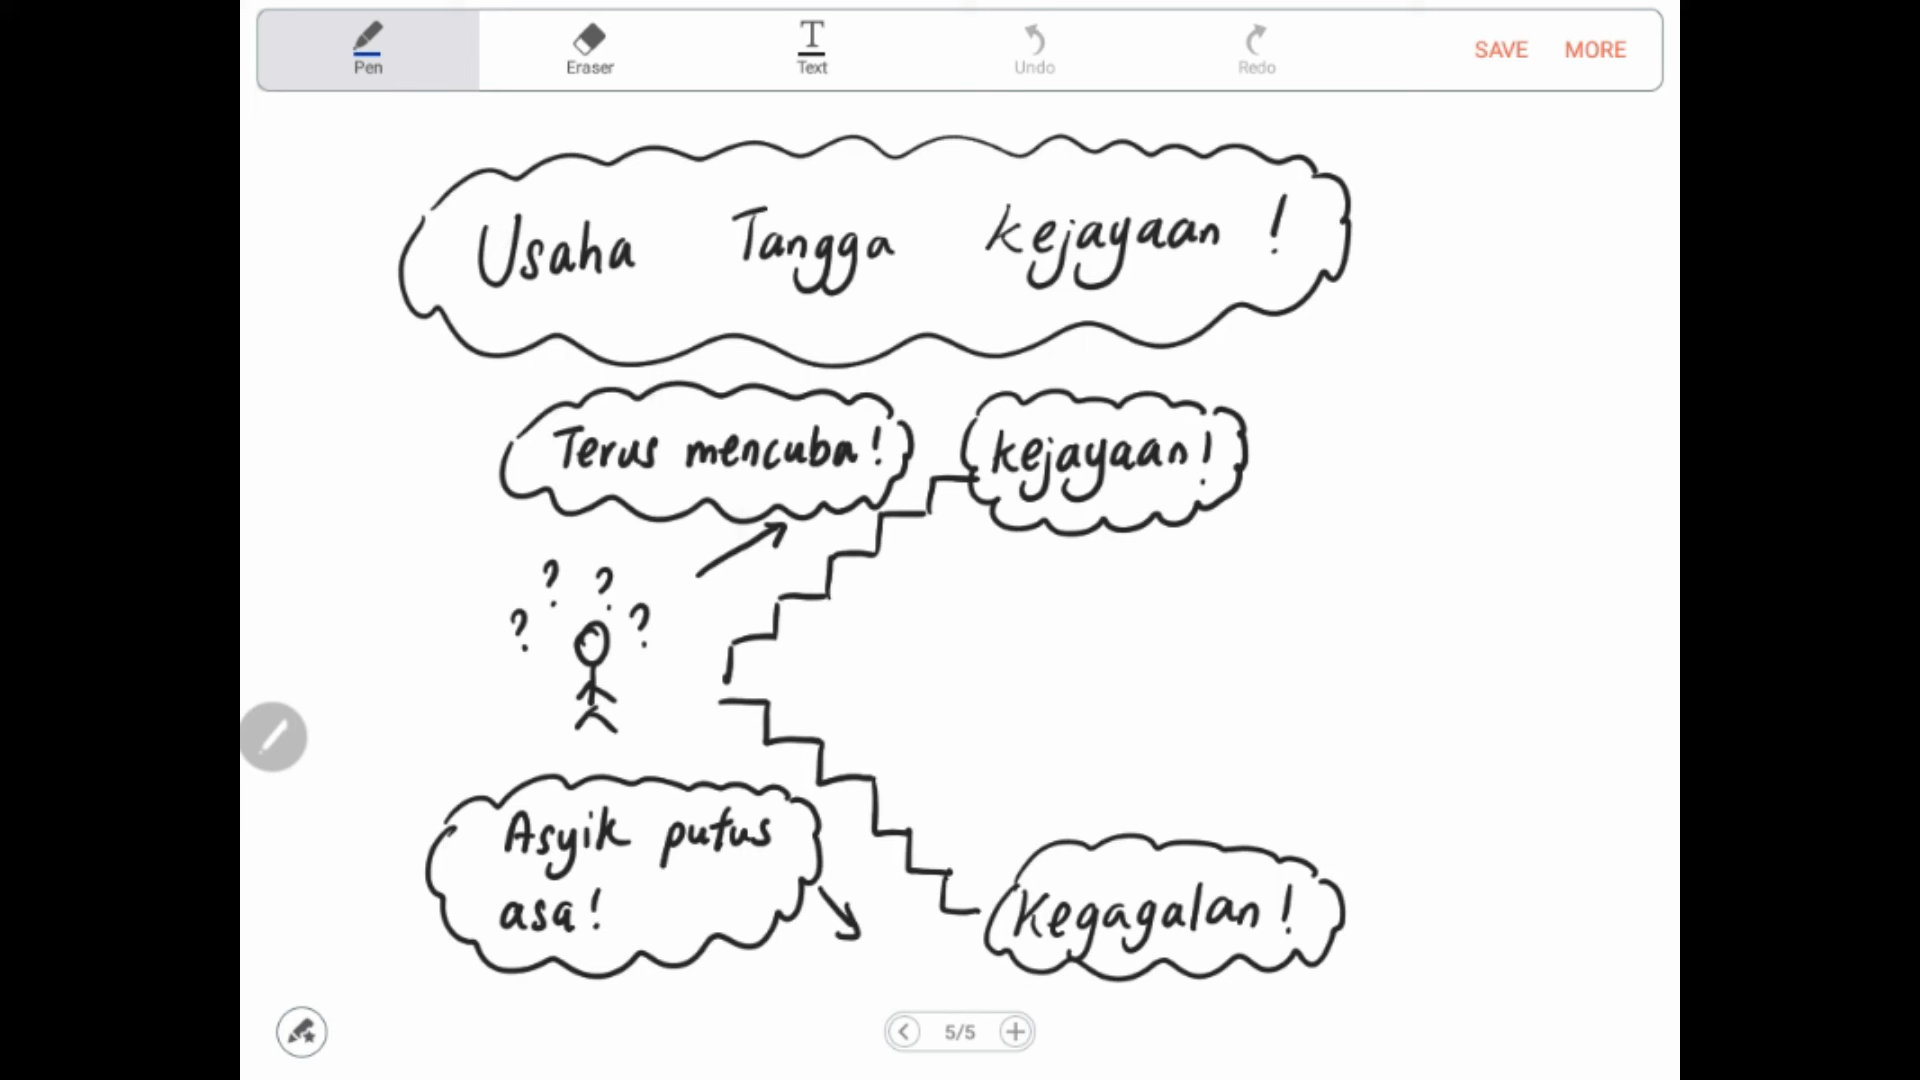 Pen
Eraser
Text
Undo
Redo
SAVE
MORE
Usaha Tangga kejayaan !
Terus mencuba!
kejayaan!
? ? ? ?
Asyik putus
asa!
Kegagalan!
5/5